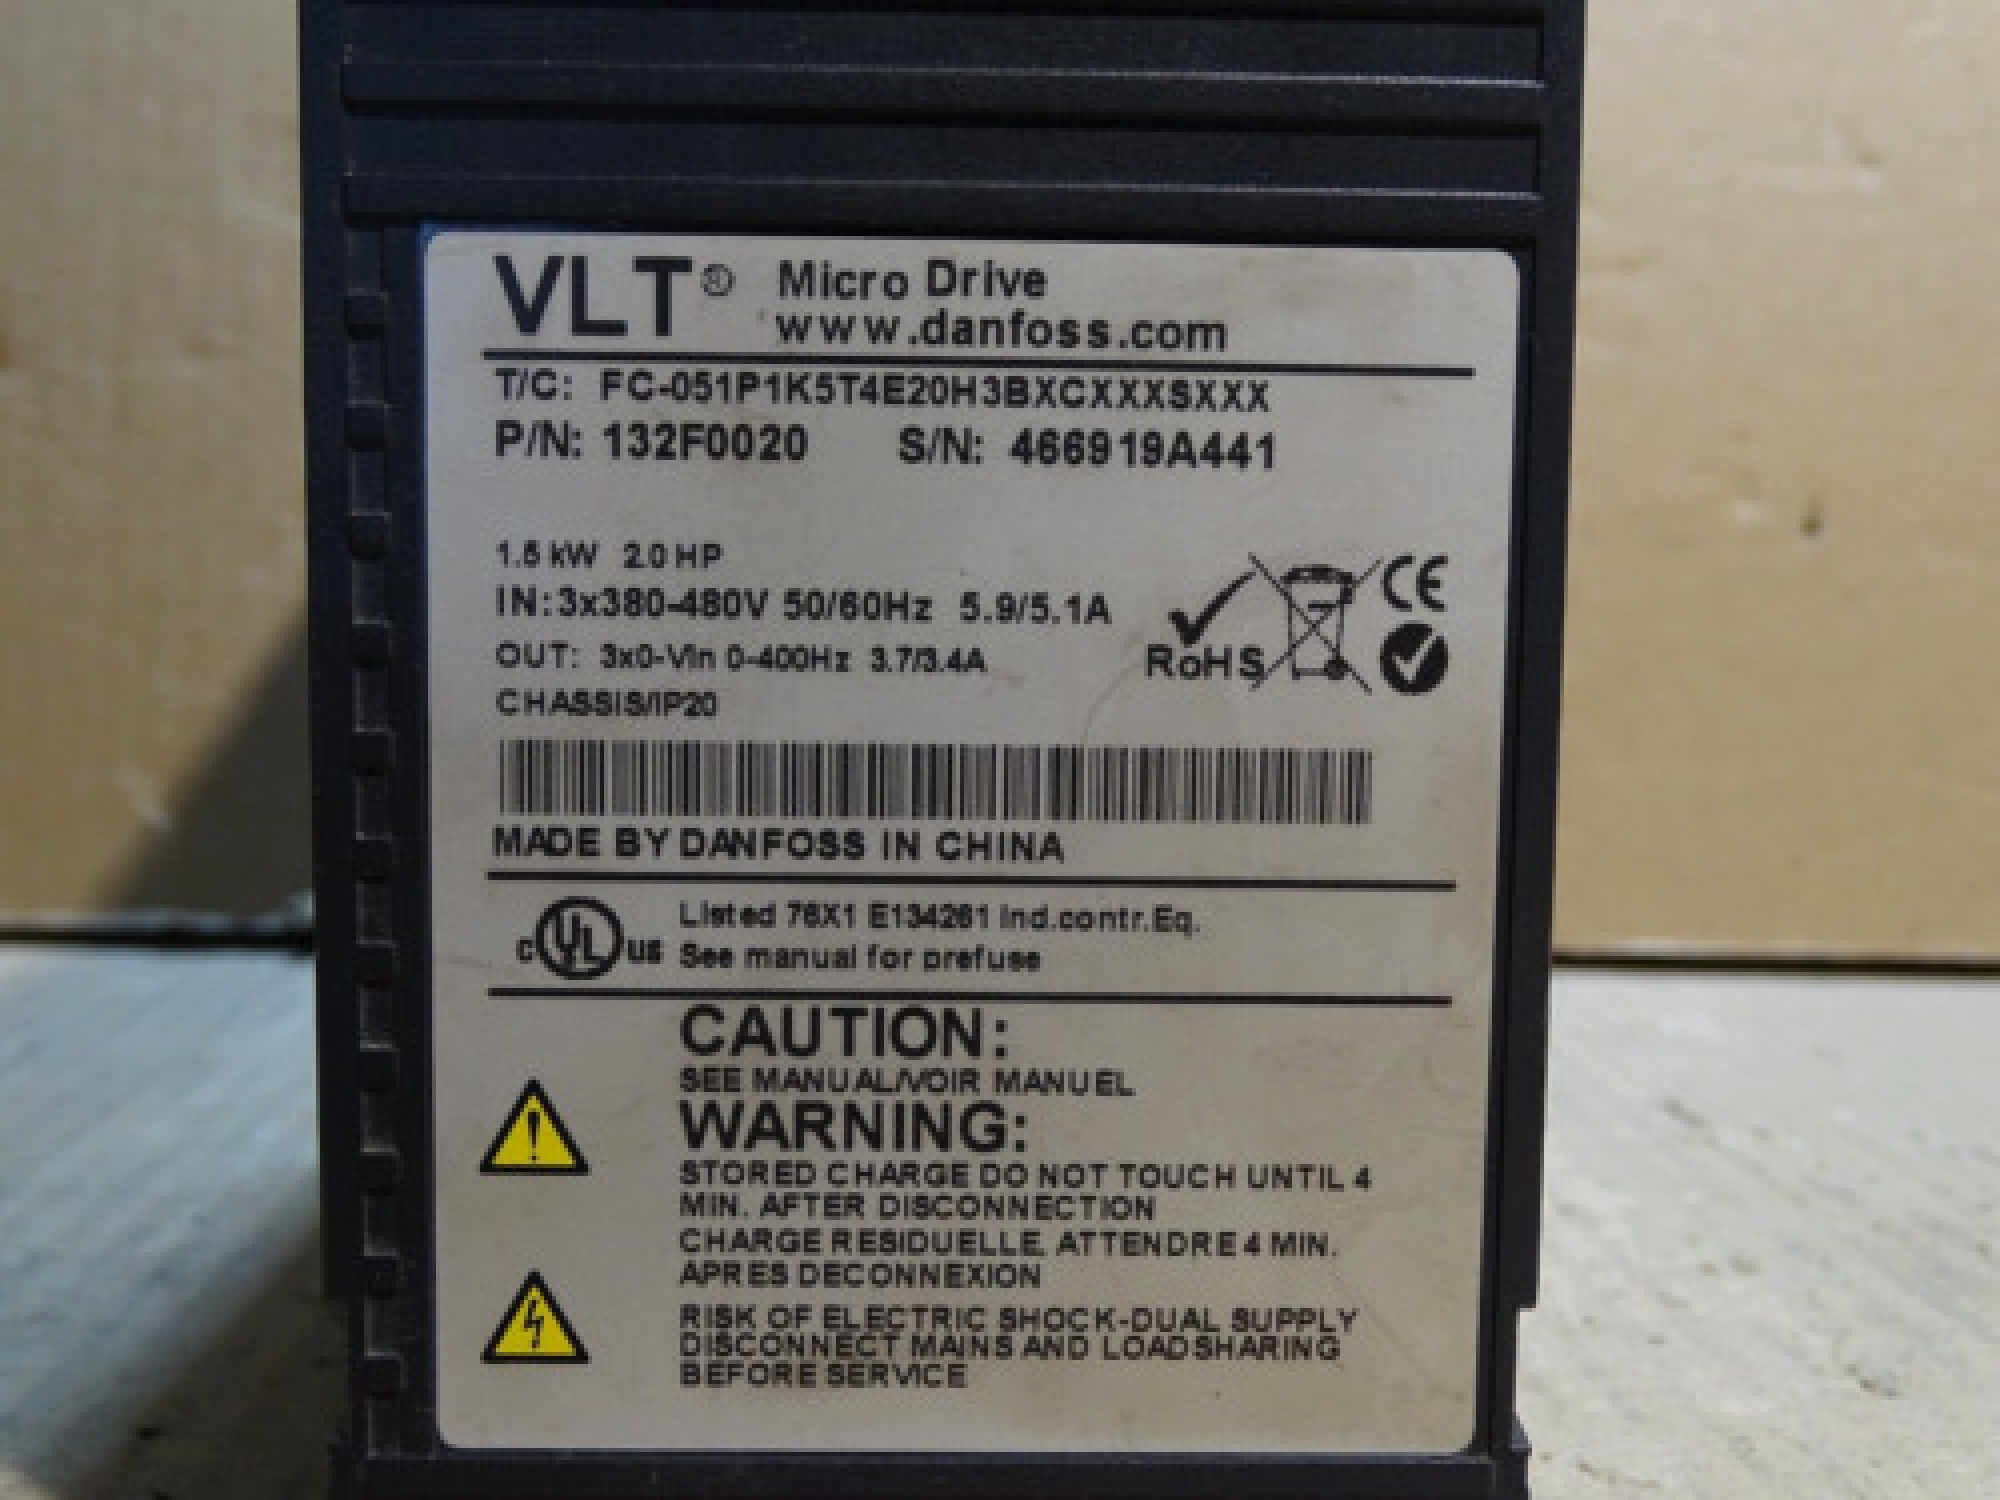 VLT® Micro Drive
www.danfoss.com
T/C: FC-051P1K5T4E20H3BXCXXXSXXX
P/N: 132F0020 S/N: 466919A441
1.5 kW 2.0 HP
IN: 3x380-480V 50/60Hz 5.9/5.1A
OUT: 3x0-Vin 0-400Hz 3.7/3.4A
CHASSIS/IP20
RoHS
CE
MADE BY DANFOSS IN CHINA
c UL us Listed 76X1 E134261 Ind.contr.Eq.
See manual for prefuse
CAUTION:
SEE MANUAL/VOIR MANUEL
WARNING:
STORED CHARGE DO NOT TOUCH UNTIL 4
MIN. AFTER DISCONNECTION
CHARGE RESIDUELLE. ATTENDRE 4 MIN.
APRES DECONNEXION
RISK OF ELECTRIC SHOCK-DUAL SUPPLY
DISCONNECT MAINS AND LOADSHARING
BEFORE SERVICE